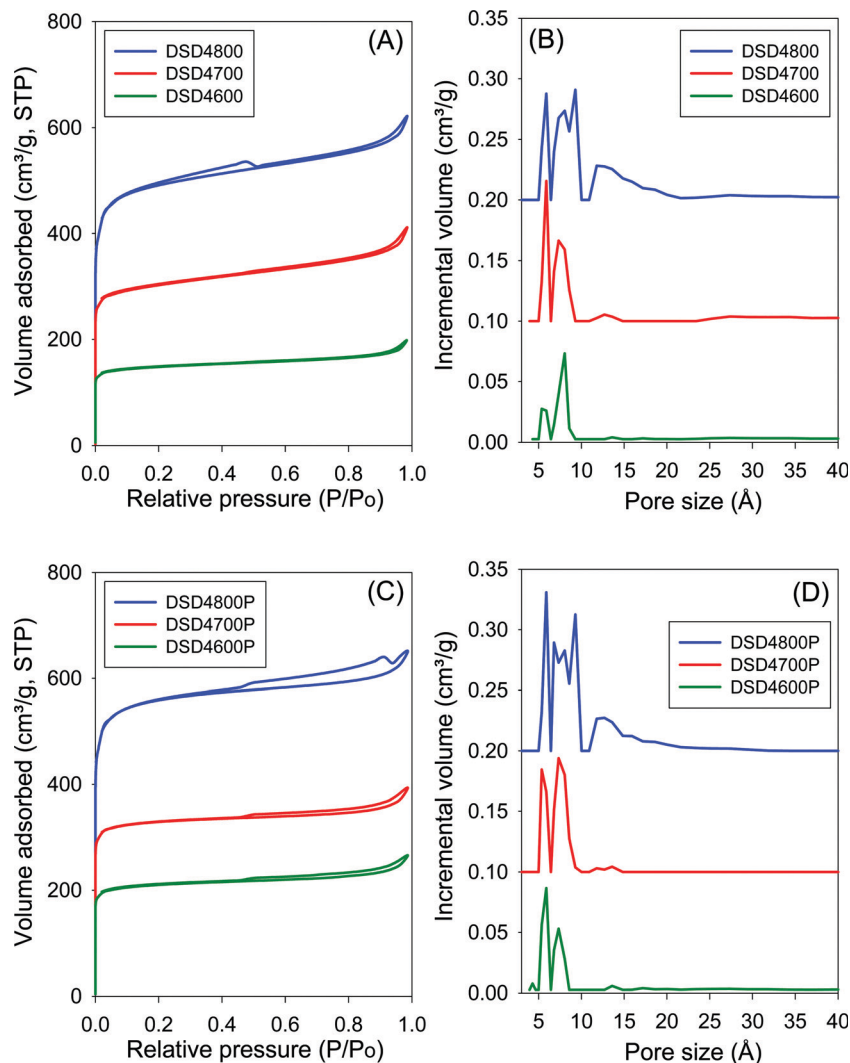 (A)
DSD4800
DSD4700
DSD4600
Volume adsorbed (cm³/g, STP)
800
600
400
200
0
0.0 0.2 0.4 0.6 0.8 1.0
Relative pressure (P/Po)
(B)
DSD4800
DSD4700
DSD4600
Incremental volume (cm³/g)
0.35
0.30
0.25
0.20
0.15
0.10
0.05
0.00
5 10 15 20 25 30 35 40
Pore size (Å)
(C)
DSD4800P
DSD4700P
DSD4600P
Volume adsorbed (cm³/g, STP)
800
600
400
200
0
0.0 0.2 0.4 0.6 0.8 1.0
Relative pressure (P/Po)
(D)
DSD4800P
DSD4700P
DSD4600P
Incremental volume (cm³/g)
0.35
0.30
0.25
0.20
0.15
0.10
0.05
0.00
5 10 15 20 25 30 35 40
Pore size (Å)